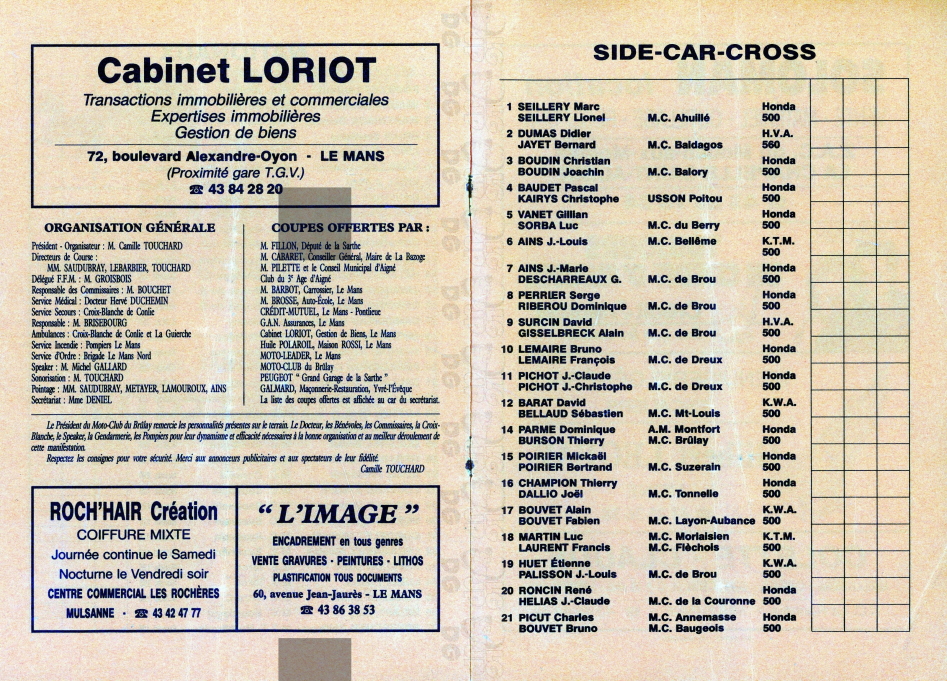 Cabinet LORIOT
Transactions immobilières et commerciales
Expertises immobilières
Gestion de biens
72, boulevard Alexandre-Oyon - LE MANS
(Proximité gare T.G.V.)
☎ 43 84 28 20
ORGANISATION GÉNÉRALE
Président - Organisateur : M. Camille TOUCHARD
Directeurs de Course :
MM. SAUDUBRAY, LEBARBIER, TOUCHARD
Délégué F.F.M. : M. GROISBOIS
Responsable des Commissaires : M. BOUCHET
Service Médical : Docteur Hervé DUCHEMIN
Service Secours : Croix-Blanche de Conlie
Responsable : M. BRISEBOURG
Ambulances : Croix-Blanche de Conlie et La Guierche
Service Incendie : Pompiers Le Mans
Service d'Ordre : Brigade Le Mans Nord
Speaker : M. Michel GALLARD
Sonorisation : M. TOUCHARD
Pointage : MM. SAUDUBRAY, METAYER, LAMOUROUX, AINS
Secrétariat : Mme DENIEL
COUPES OFFERTES PAR :
M. FILLON, Député de la Sarthe
M. CABARET, Conseiller Général, Maire de La Bazoge
M. PILETTE et le Conseil Municipal d'Aigné
Club du 3e Age d'Aigné
M. BARBOT, Carrossier, Le Mans
M. BROSSE, Auto-École, Le Mans
CRÉDIT-MUTUEL, Le Mans - Pontlieue
G.A.N. Assurances, Le Mans
Cabinet LORIOT, Gestion de Biens, Le Mans
Huile POLAROIL, Maison ROSSI, Le Mans
MOTO-LEADER, Le Mans
MOTO-CLUB du Brûlay
PEUGEOT " Grand Garage de la Sarthe "
GALMARD, Maçonnerie-Restauration, Yvré-l'Évêque
La liste des coupes offertes est affichée au car du secrétariat.
Le Président du Moto-Club du Brûlay remercie les personnalités présentes sur le terrain. Le Docteur, les Bénévoles, les Commissaires, la Croix-
Blanche, le Speaker, la Gendarmerie, les Pompiers pour leur dynamisme et efficacité nécessaires à la bonne organisation et au meilleur déroulement de
cette manifestation.
Respectez les consignes pour votre sécurité. Merci aux annonceurs publicitaires et aux spectateurs de leur fidélité.
Camille TOUCHARD
ROCH'HAIR Création
COIFFURE MIXTE
Journée continue le Samedi
Nocturne le Vendredi soir
CENTRE COMMERCIAL LES ROCHÈRES
MULSANNE - ☎ 43 42 47 77
“ L'IMAGE ”
ENCADREMENT en tous genres
VENTE GRAVURES - PEINTURES - LITHOS
PLASTIFICATION TOUS DOCUMENTS
60, avenue Jean-Jaurès - LE MANS
☎ 43 86 38 53
SIDE-CAR-CROSS
1 SEILLERY Marc Honda
SEILLERY Lionel M.C. Ahuillé 500
2 DUMAS Didier H.V.A.
JAYET Bernard M.C. Baldagos 560
3 BOUDIN Christian Honda
BOUDIN Joachin M.C. Balory 500
4 BAUDET Pascal Honda
KAIRYS Christophe USSON Poitou 500
5 VANET Gillian Honda
SORBA Luc M.C. du Berry 500
6 AINS J.-Louis M.C. Bellême K.T.M.
500
7 AINS J.-Marie Honda
DESCHARREAUX G. M.C. de Brou 500
8 PERRIER Serge Honda
RIBEROU Dominique M.C. de Brou 500
9 SURCIN David H.V.A.
GISSELBRECK Alain M.C. de Brou 500
10 LEMAIRE Bruno Honda
LEMAIRE François M.C. de Dreux 500
11 PICHOT J.-Claude Honda
PICHOT J.-Christophe M.C. de Dreux 500
12 BARAT David K.W.A.
BELLAUD Sébastien M.C. Mt-Louis 500
14 PARME Dominique A.M. Montfort Honda
BURSON Thierry M.C. Brûlay 500
15 POIRIER Mickaël Honda
POIRIER Bertrand M.C. Suzerain 500
16 CHAMPION Thierry Honda
DALLIO Joël M.C. Tonnelle 500
17 BOUVET Alain K.W.A.
BOUVET Fabien M.C. Layon-Aubance 500
18 MARTIN Luc M.C. Morlaisien K.T.M.
LAURENT Francis M.C. Flèchois 500
19 HUET Étienne K.W.A.
PALISSON J.-Louis M.C. de Brou 500
20 RONCIN René Honda
HELIAS J.-Claude M.C. de la Couronne 500
21 PICUT Charles M.C. Annemasse Honda
BOUVET Bruno M.C. Baugeois 500